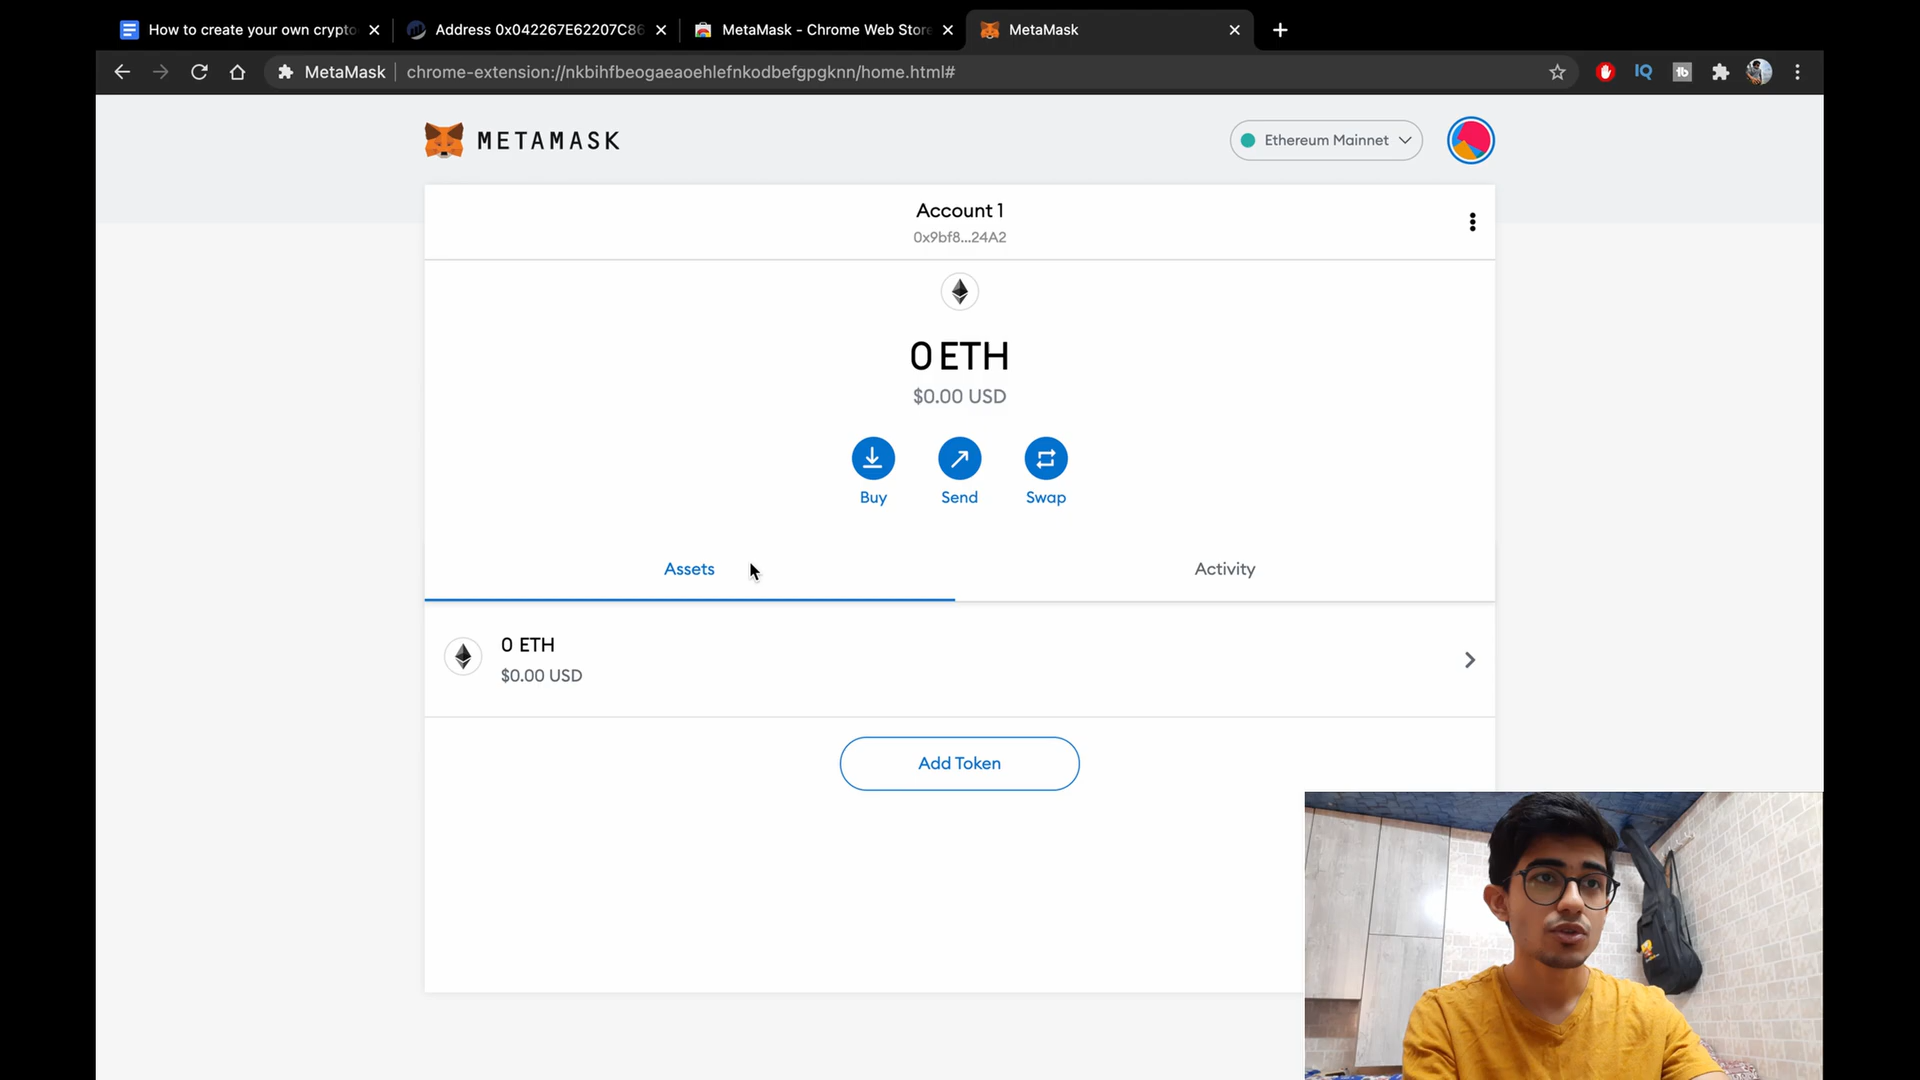 How to create your own crypto
Address 0x042267E62207C86
MetaMask - Chrome Web Store
MetaMask
MetaMask
chrome-extension://nkbihfbeogaeaoehlefnkodbefgpgknn/home.html#
IQ
tb
METAMASK
Ethereum Mainnet
Account 1
0x9bf8...24A2
0 ETH
$0.00 USD
Buy
Send
Swap
Assets
Activity
0 ETH
$0.00 USD
Add Token